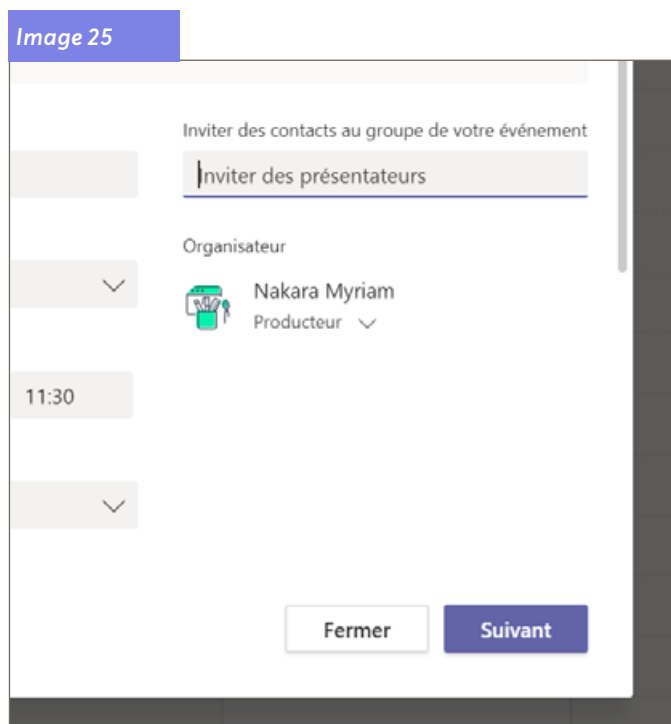 Image 25
Inviter des contacts au groupe de votre événement
Inviter des présentateurs
Organisateur
Nakara Myriam
Producteur
11:30
Fermer
Suivant